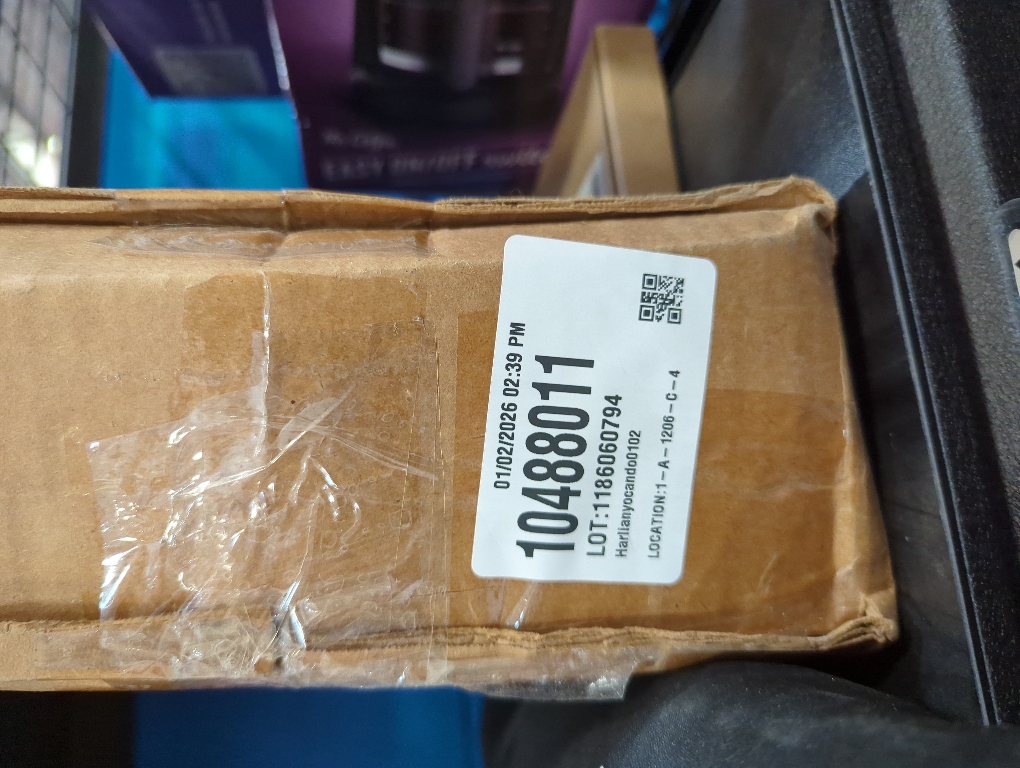 EASY ON/OFF
01/02/2026 02:39 PM
10488011
LOT:1186060794
Harlianyocando0102
LOCATION:1-A-1206-C-4